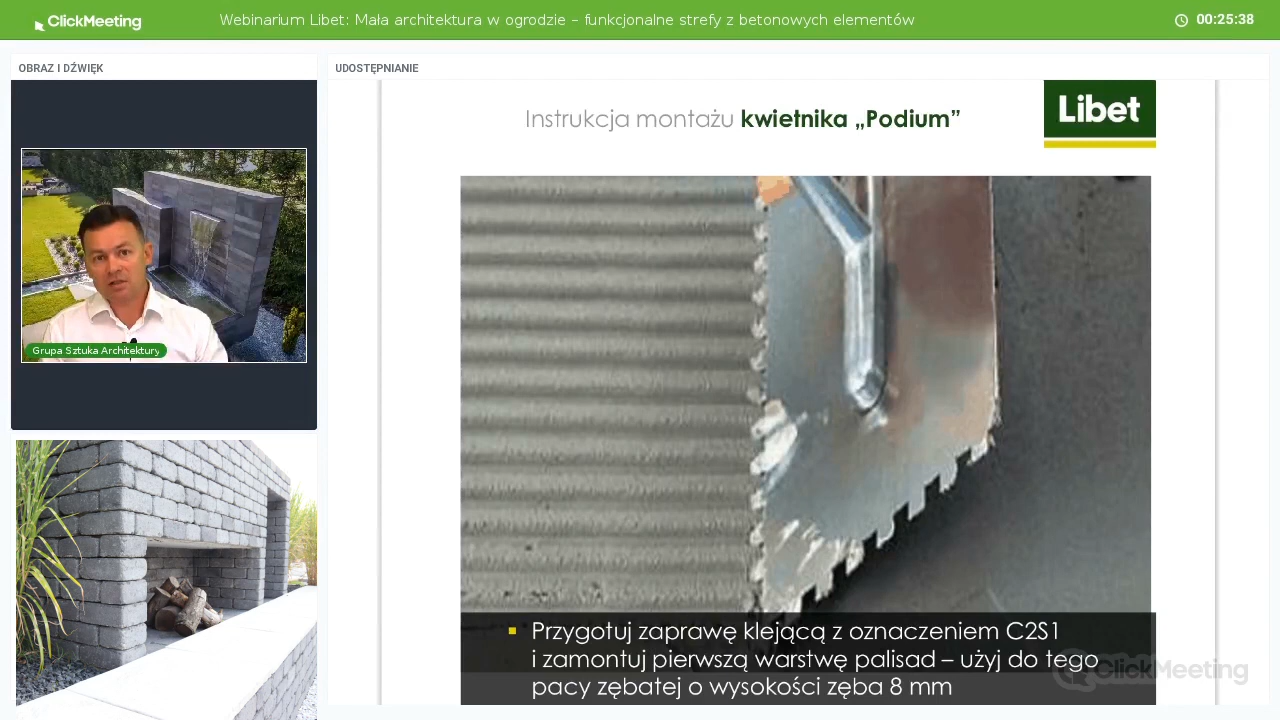 ClickMeeting
Webinarium Libet: Mała architektura w ogrodzie – funkcjonalne strefy z betonowych elementów
00:25:38
OBRAZ I DŹWIĘK
UDOSTĘPNIANIE
Instrukcja montażu kwietnika „Podium”
Libet
Grupa Sztuka Architektury
Przygotuj zaprawę klejącą z oznaczeniem C2S1
i zamontuj pierwszą warstwę palisad – użyj do tego
pacy zębatej o wysokości zęba 8 mm
ClickMeeting